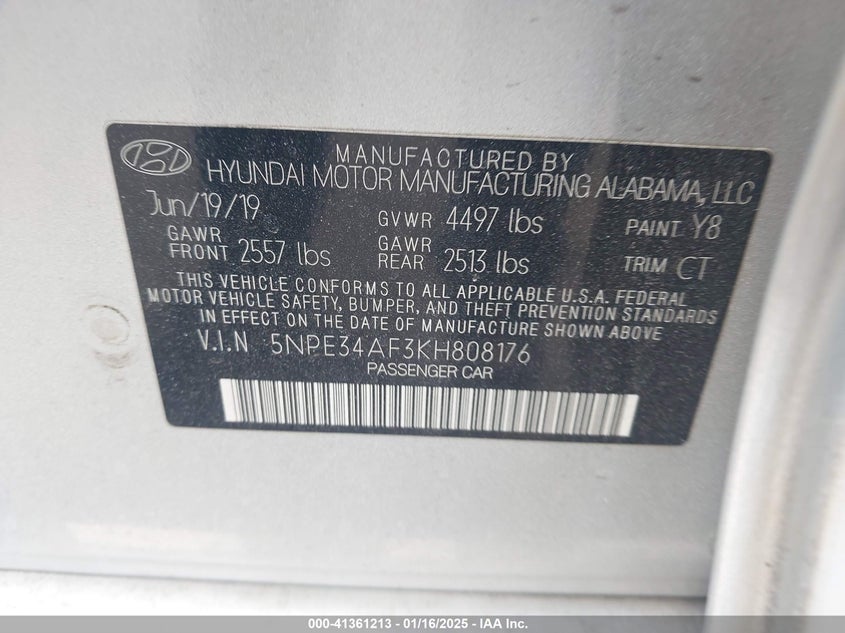 MANUFACTURED BY
HYUNDAI MOTOR MANUFACTURING ALABAMA, LLC
Jun/19/19 GVWR 4497 lbs PAINT Y8
GAWR FRONT 2557 lbs GAWR REAR 2513 lbs TRIM CT
THIS VEHICLE CONFORMS TO ALL APPLICABLE U.S.A. FEDERAL
MOTOR VEHICLE SAFETY, BUMPER, AND THEFT PREVENTION STANDARDS
IN EFFECT ON THE DATE OF MANUFACTURE SHOWN ABOVE
V.I.N 5NPE34AF3KH808176
PASSENGER CAR
000-41361213 - 01/16/2025 - IAA Inc.